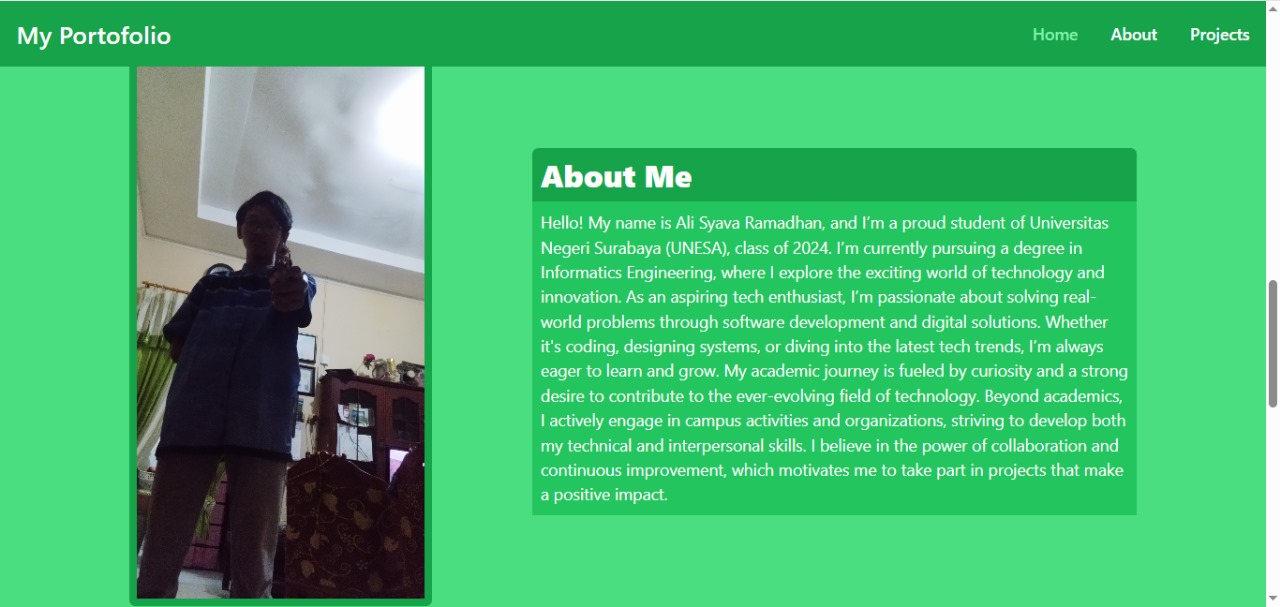 My Portofolio
Home About Projects
About Me
Hello! My name is Ali Syava Ramadhan, and I’m a proud student of Universitas
Negeri Surabaya (UNESA), class of 2024. I’m currently pursuing a degree in
Informatics Engineering, where I explore the exciting world of technology and
innovation. As an aspiring tech enthusiast, I’m passionate about solving real-
world problems through software development and digital solutions. Whether
it's coding, designing systems, or diving into the latest tech trends, I’m always
eager to learn and grow. My academic journey is fueled by curiosity and a strong
desire to contribute to the ever-evolving field of technology. Beyond academics,
I actively engage in campus activities and organizations, striving to develop both
my technical and interpersonal skills. I believe in the power of collaboration and
continuous improvement, which motivates me to take part in projects that make
a positive impact.